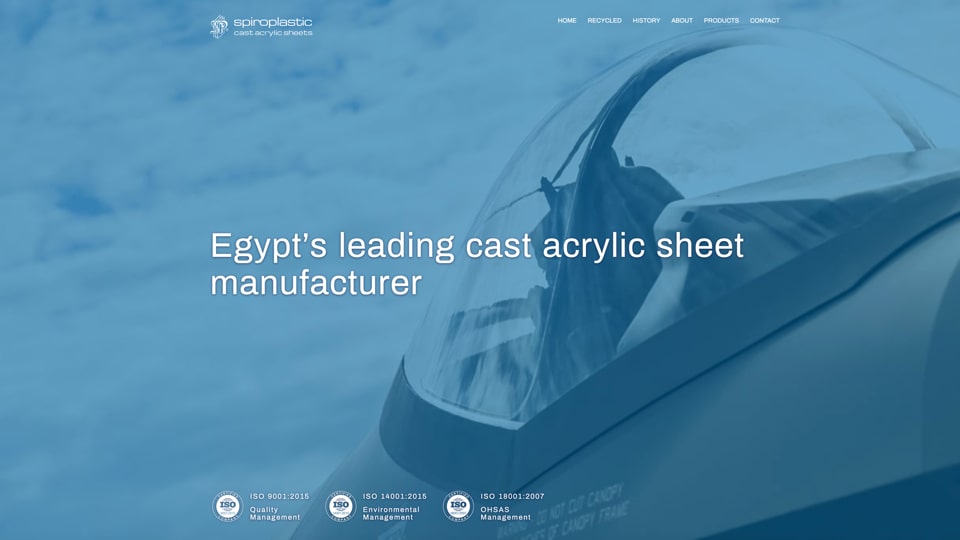 spiroplastic
cast acrylic sheets
HOME RECYCLED HISTORY ABOUT PRODUCTS CONTACT
Egypt’s leading cast acrylic sheet
manufacturer
ISO
ISO 9001:2015
Quality
Management
ISO
ISO 14001:2015
Environmental
Management
ISO
ISO 18001:2007
OHSAS
Management
DO NOT CUT CANOPY
OF CANOPY FRAME